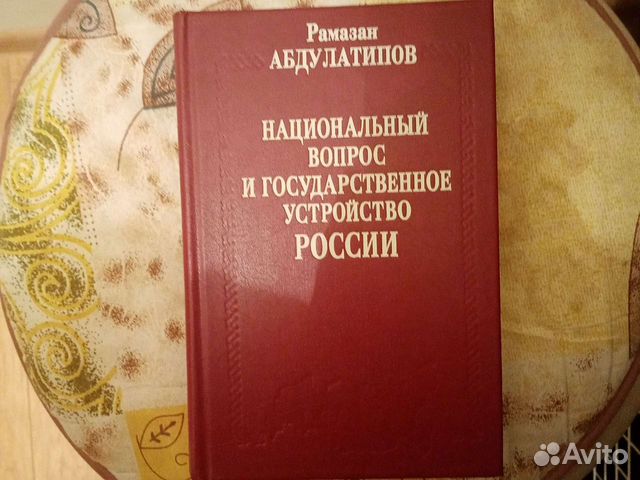 Рамазан
АБДУЛАТИПОВ
НАЦИОНАЛЬНЫЙ
ВОПРОС
И ГОСУДАРСТВЕННОЕ
УСТРОЙСТВО
РОССИИ
Avito